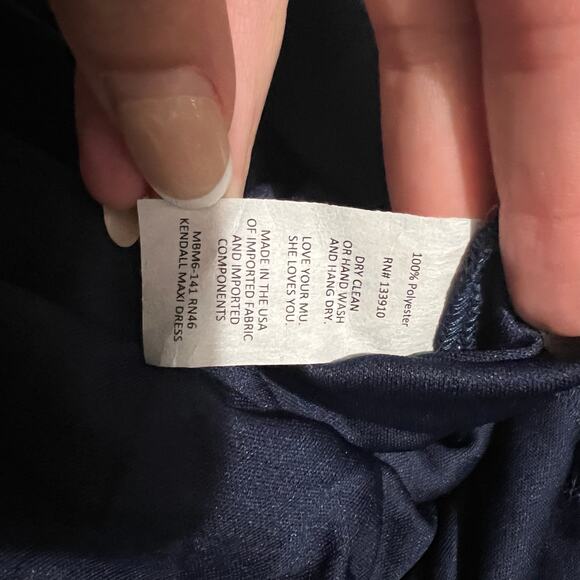 100% Polyester
RN# 133910
DRY CLEAN
OR HAND WASH
AND HANG DRY.
LOVE YOUR MU.
SHE LOVES YOU.
MADE IN THE USA
OF IMPORTED FABRIC
AND IMPORTED
COMPONENTS
MBM6-141 RN46
KENDALL MAXI DRESS